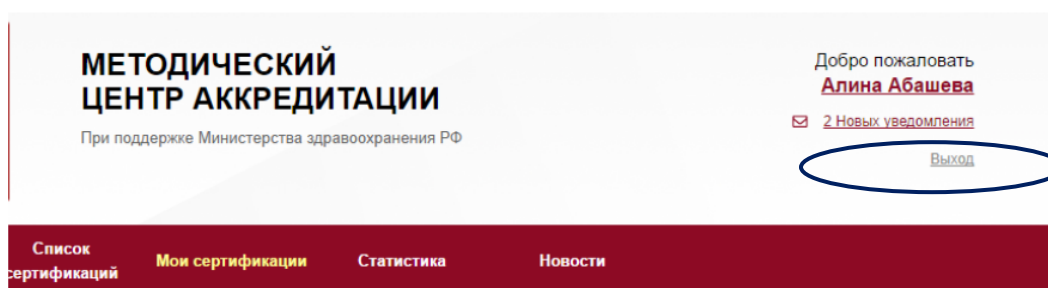 МЕТОДИЧЕСКИЙ
ЦЕНТР АККРЕДИТАЦИИ
При поддержке Министерства здравоохранения РФ
Добро пожаловать
Алина Абашева
2 Новых уведомления
Выход
Список
сертификаций
Мои сертификации
Статистика
Новости